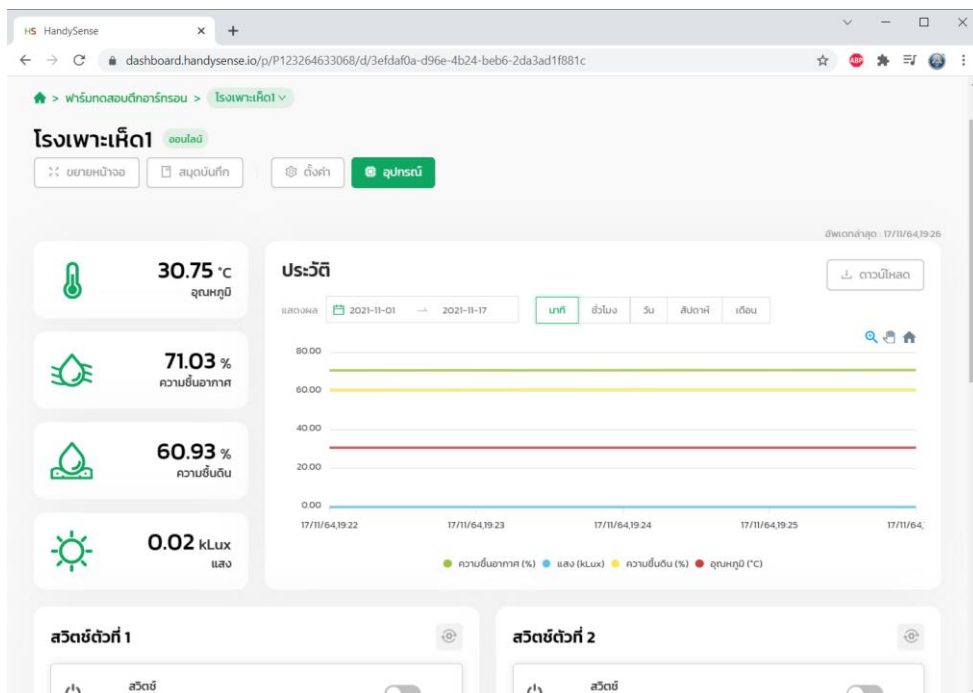 HS HandySense
dashboard.handysense.io/p/P123264633068/d/3efdaf0a-d96e-4b24-beb6-2da3ad1f881c
ABP
> ฟาร์มทดสอบตึกอาร์ทรอน > โรงเพาะเห็ด1
โรงเพาะเห็ด1 ออนไลน์
ขยายหน้าจอ สมุดบันทึก ตั้งค่า อุปกรณ์
อัพเดทล่าสุด : 17/11/64,19:26
30.75 °C
อุณหภูมิ
71.03 %
ความชื้นอากาศ
60.93 %
ความชื้นดิน
0.02 kLux
แสง
ประวัติ
ดาวน์โหลด
แสดงผล 2021-11-01 → 2021-11-17 นาที ชั่วโมง วัน สัปดาห์ เดือน
80.00
60.00
40.00
20.00
0.00
17/11/64,19:22 17/11/64,19:23 17/11/64,19:24 17/11/64,19:25 17/11/64,
ความชื้นอากาศ (%) แสง (kLux) ความชื้นดิน (%) อุณหภูมิ (°C)
สวิตช์ตัวที่ 1
สวิตช์
สวิตช์ตัวที่ 2
สวิตช์